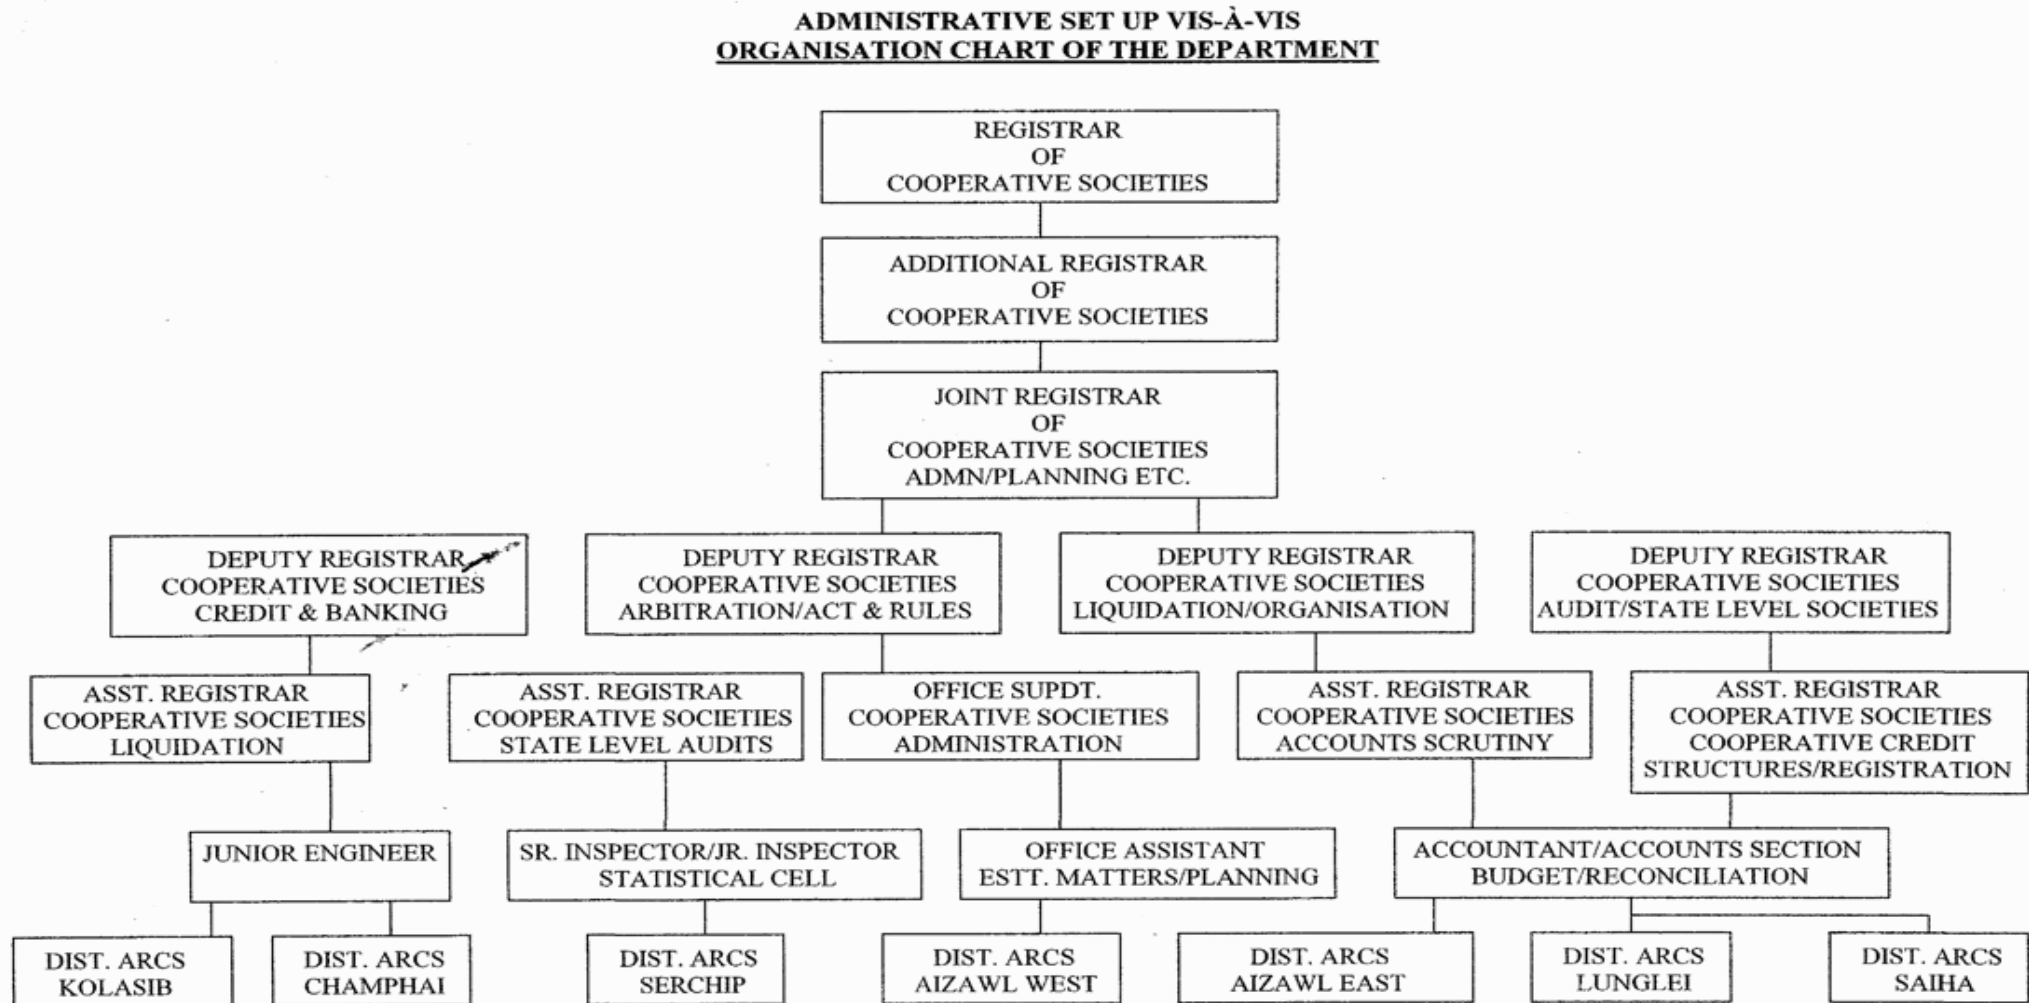 ADMINISTRATIVE SET UP VIS-À-VIS
ORGANISATION CHART OF THE DEPARTMENT
REGISTRAR
OF
COOPERATIVE SOCIETIES
ADDITIONAL REGISTRAR
OF
COOPERATIVE SOCIETIES
JOINT REGISTRAR
OF
COOPERATIVE SOCIETIES
ADMN/PLANNING ETC.
DEPUTY REGISTRAR
COOPERATIVE SOCIETIES
CREDIT & BANKING
DEPUTY REGISTRAR
COOPERATIVE SOCIETIES
ARBITRATION/ACT & RULES
DEPUTY REGISTRAR
COOPERATIVE SOCIETIES
LIQUIDATION/ORGANISATION
DEPUTY REGISTRAR
COOPERATIVE SOCIETIES
AUDIT/STATE LEVEL SOCIETIES
ASST. REGISTRAR
COOPERATIVE SOCIETIES
LIQUIDATION
ASST. REGISTRAR
COOPERATIVE SOCIETIES
STATE LEVEL AUDITS
OFFICE SUPDT.
COOPERATIVE SOCIETIES
ADMINISTRATION
ASST. REGISTRAR
COOPERATIVE SOCIETIES
ACCOUNTS SCRUTINY
ASST. REGISTRAR
COOPERATIVE SOCIETIES
COOPERATIVE CREDIT
STRUCTURES/REGISTRATION
JUNIOR ENGINEER
SR. INSPECTOR/JR. INSPECTOR
STATISTICAL CELL
OFFICE ASSISTANT
ESTT. MATTERS/PLANNING
ACCOUNTANT/ACCOUNTS SECTION
BUDGET/RECONCILIATION
DIST. ARCS
KOLASIB
DIST. ARCS
CHAMPHAI
DIST. ARCS
SERCHIP
DIST. ARCS
AIZAWL WEST
DIST. ARCS
AIZAWL EAST
DIST. ARCS
LUNGLEI
DIST. ARCS
SAIHA